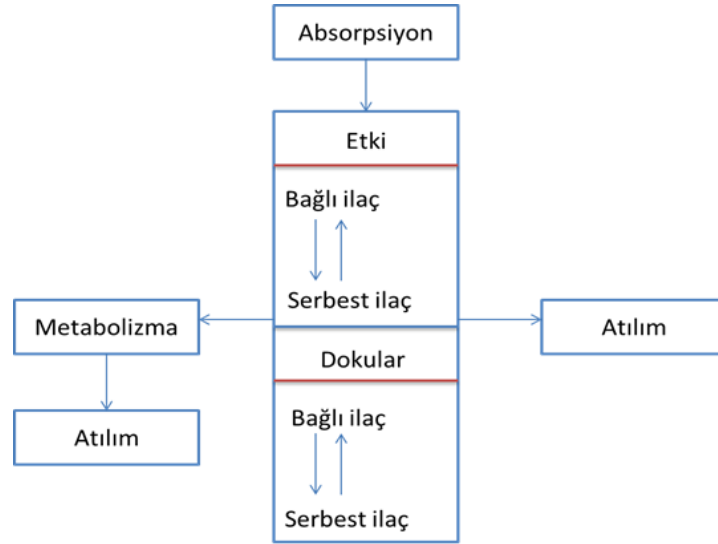 Absorpsiyon
Etki
Bağlı ilaç
Serbest ilaç
Metabolizma
Atılım
Dokular
Atılım
Bağlı ilaç
Serbest ilaç